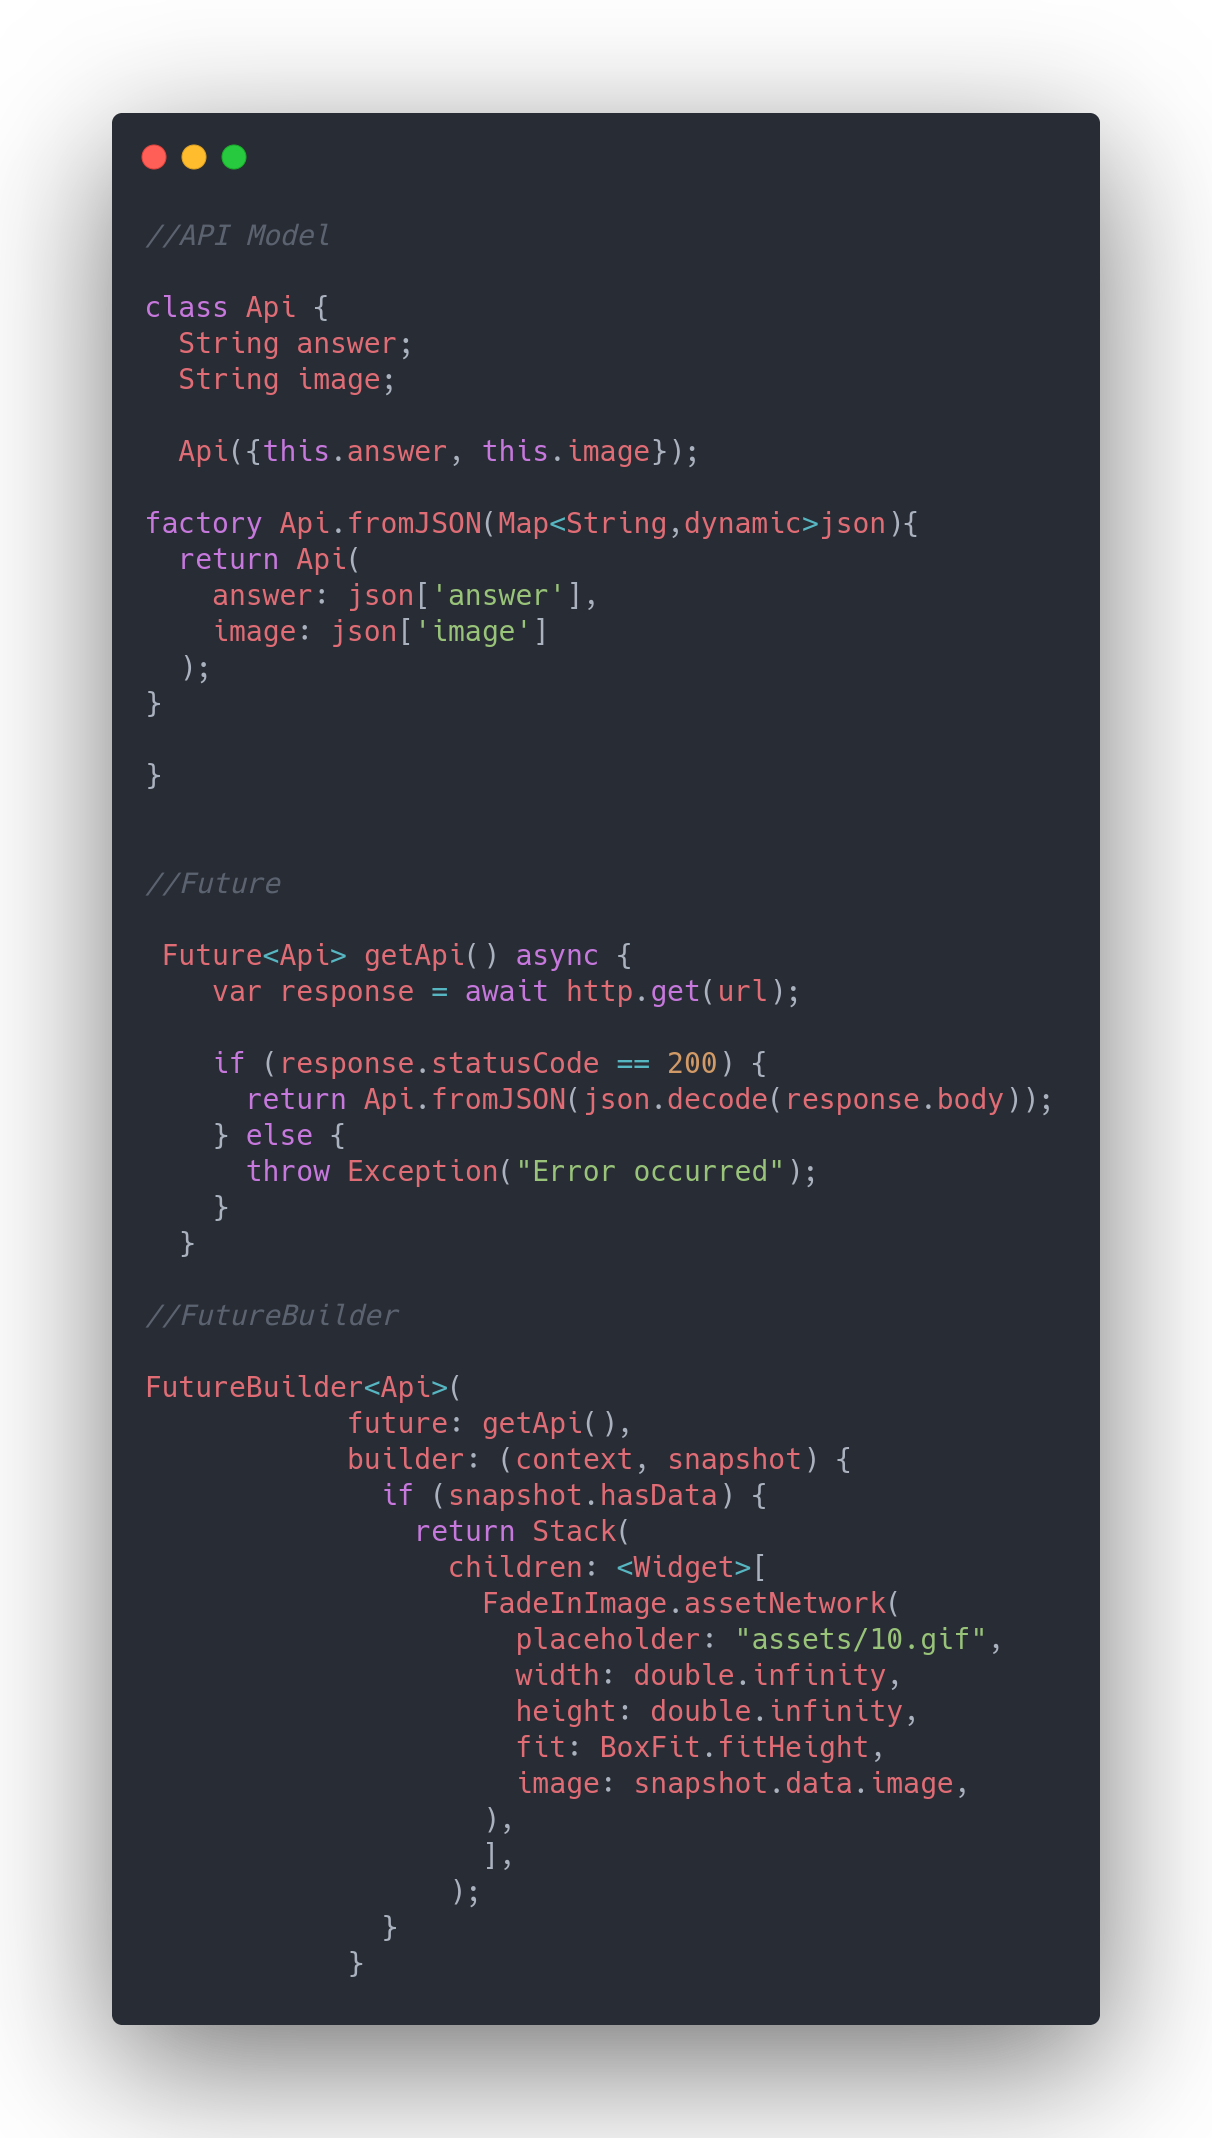 //API Model

class Api {
  String answer;
  String image;

  Api({this.answer, this.image});

factory Api.fromJSON(Map<String,dynamic>json){
  return Api(
    answer: json['answer'],
    image: json['image']
  );
}

}


//Future

 Future<Api> getApi() async {
    var response = await http.get(url);

    if (response.statusCode == 200) {
      return Api.fromJSON(json.decode(response.body));
    } else {
      throw Exception("Error occurred");
    }
  }

//FutureBuilder

FutureBuilder<Api>(
            future: getApi(),
            builder: (context, snapshot) {
              if (snapshot.hasData) {
                return Stack(
                  children: <Widget>[
                    FadeInImage.assetNetwork(
                      placeholder: "assets/10.gif",
                      width: double.infinity,
                      height: double.infinity,
                      fit: BoxFit.fitHeight,
                      image: snapshot.data.image,
                    ),
                    ],
                  );
              }
            }